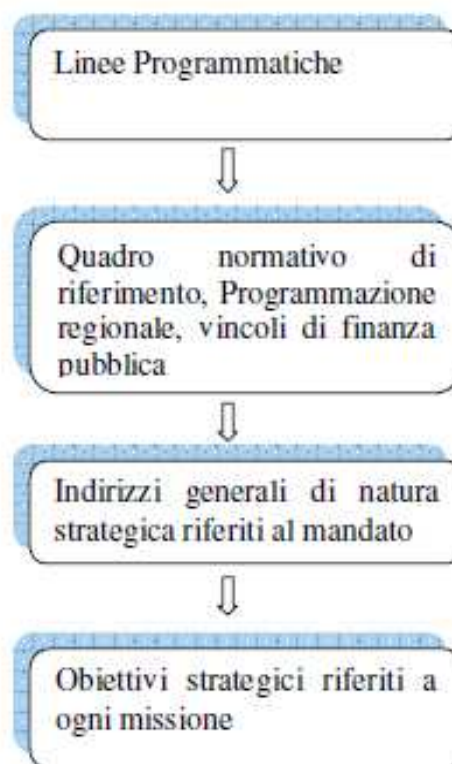 Linee Programmatiche
Quadro normativo di
riferimento, Programmazione
regionale, vincoli di finanza
pubblica
Indirizzi generali di natura
strategica riferiti al mandato
Obiettivi strategici riferiti a
ogni missione